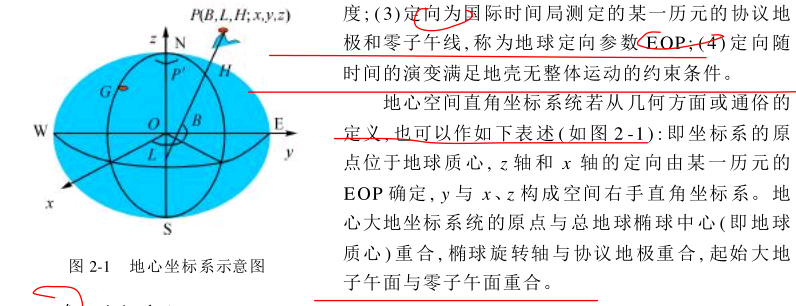 P(B,L,H;x,y,z)
z
N
P'
H
G
W
O
B
E
L
y
x
S
图 2-1 地心坐标系示意图
度;(3)定向为国际时间局测定的某一历元的协议地
极和零子午线,称为地球定向参数 EOP;(4)定向随
时间的演变满足地壳无整体运动的约束条件。
地心空间直角坐标系统若从几何方面或通俗的
定义,也可以作如下表述(如图 2-1):即坐标系的原
点位于地球质心,z 轴和 x 轴的定向由某一历元的
EOP 确定,y 与 x、z 构成空间右手直角坐标系。地
心大地坐标系统的原点与总地球椭球中心(即地球
质心)重合,椭球旋转轴与协议地极重合,起始大地
子午面与零子午面重合。